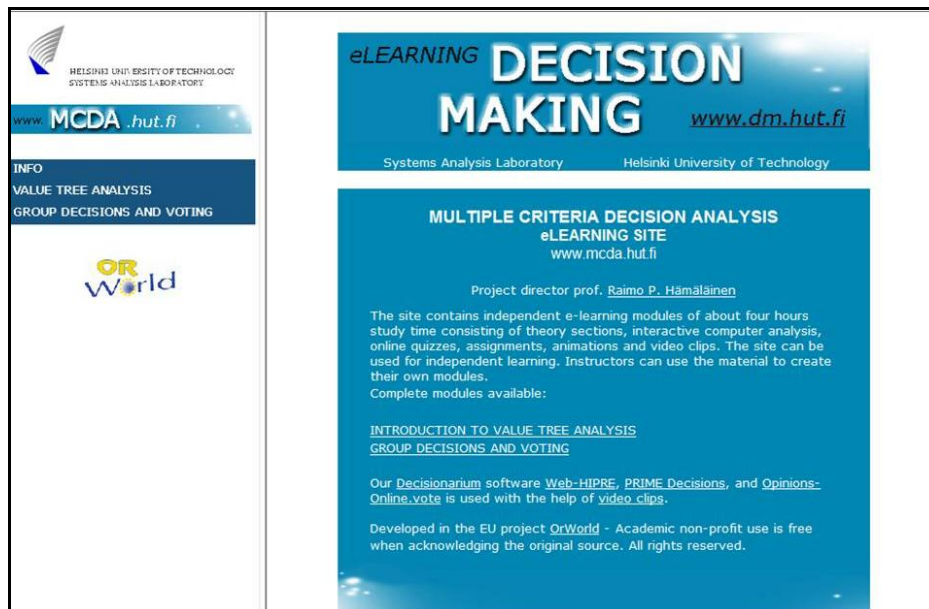 HELSINKI UNIVERSITY OF TECHNOLOGY
SYSTEMS ANALYSIS LABORATORY
www. MCDA .hut.fi
INFO
VALUE TREE ANALYSIS
GROUP DECISIONS AND VOTING
OR
World
eLEARNING DECISION
MAKING www.dm.hut.fi
Systems Analysis Laboratory Helsinki University of Technology
MULTIPLE CRITERIA DECISION ANALYSIS
eLEARNING SITE
www.mcda.hut.fi
Project director prof. Raimo P. Hämäläinen
The site contains independent e-learning modules of about four hours
study time consisting of theory sections, interactive computer analysis,
online quizzes, assignments, animations and video clips. The site can be
used for independent learning. Instructors can use the material to create
their own modules.
Complete modules available:
INTRODUCTION TO VALUE TREE ANALYSIS
GROUP DECISIONS AND VOTING
Our Decisionarium software Web-HIPRE, PRIME Decisions, and Opinions-
Online.vote is used with the help of video clips.
Developed in the EU project OrWorld - Academic non-profit use is free
when acknowledging the original source. All rights reserved.